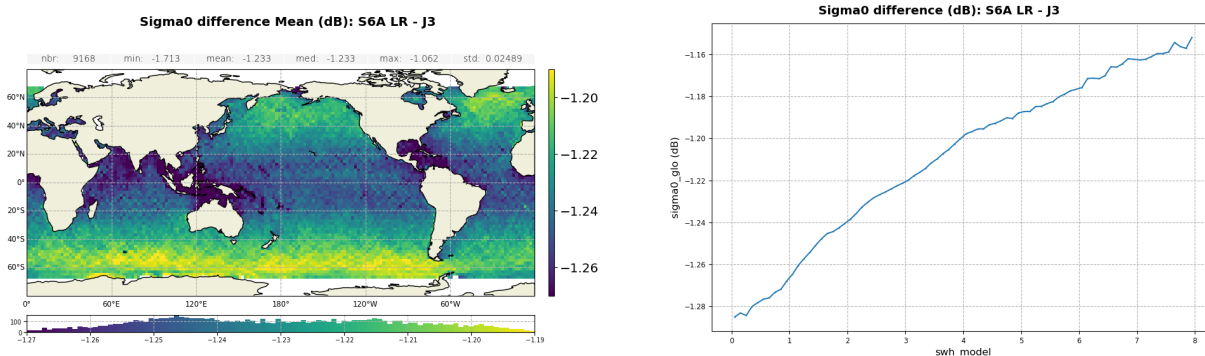 Sigma0 difference Mean (dB): S6A LR - J3
nbr: 9168 min: -1.713 mean: -1.233 med: -1.233 max: -1.062 std: 0.02489
60°N
40°N
20°N
0°
20°S
40°S
60°S
0° 60°E 120°E 180° 120°W 60°W
−1.20
−1.22
−1.24
−1.26
100
0
−1.27 −1.26 −1.25 −1.24 −1.23 −1.22 −1.21 −1.20 −1.19
Sigma0 difference (dB): S6A LR - J3
sigma0_glo (dB)
−1.16
−1.18
−1.20
−1.22
−1.24
−1.26
−1.28
0 1 2 3 4 5 6 7 8
swh_model